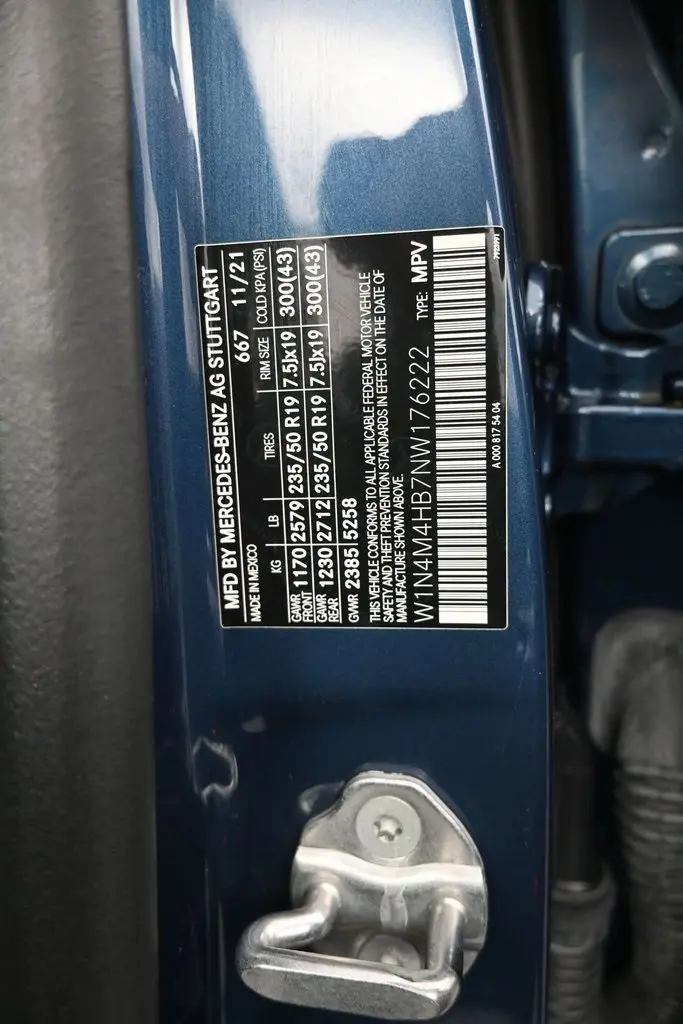 MFD BY MERCEDES-BENZ AG STUTTGART
MADE IN MEXICO 667 11/21
KG LB TIRES RIM SIZE COLD KPA(PSI)
GAWR FRONT 1170 2579 235/50 R19 7.5Jx19 300(43)
GAWR REAR 1230 2712 235/50 R19 7.5Jx19 300(43)
GVWR 2385 5258
THIS VEHICLE CONFORMS TO ALL APPLICABLE FEDERAL MOTOR VEHICLE
SAFETY AND THEFT PREVENTION STANDARDS IN EFFECT ON THE DATE OF
MANUFACTURE SHOWN ABOVE.
W1N4M4HB7NW176222 TYPE: MPV
A 000 817 54 04